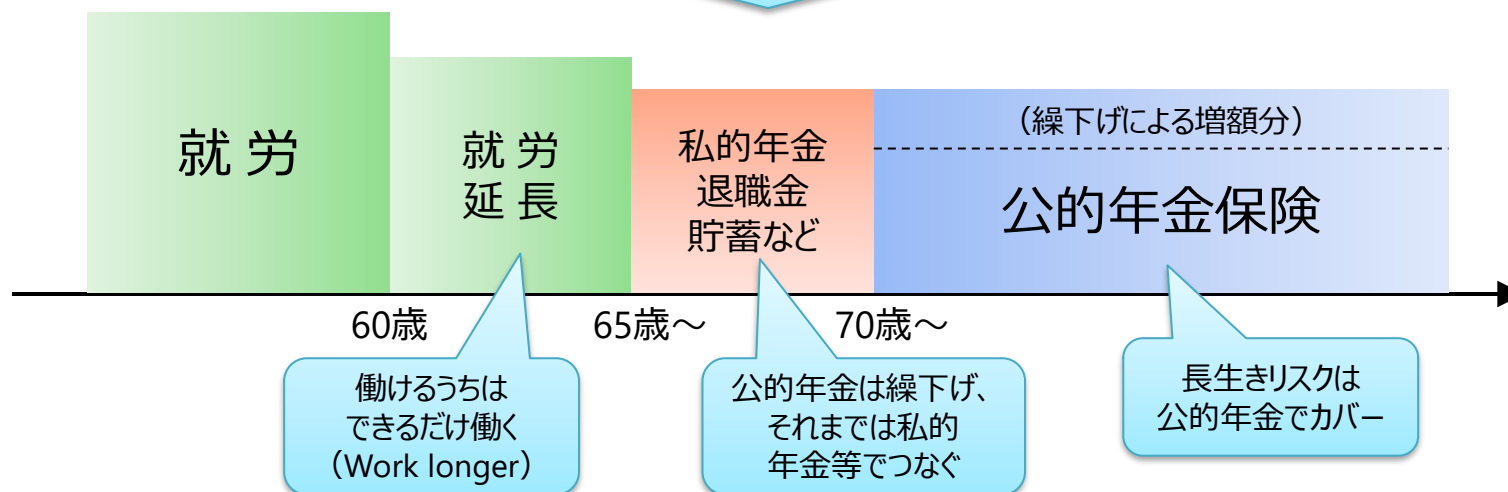 就 労
就 労
延 長
私的年金
退職金
貯蓄など
（繰下げによる増額分）
公的年金保険
60歳
65歳～
70歳～
働けるうちは
できるだけ働く
（Work longer）
公的年金は繰下げ、
それまでは私的
年金等でつなぐ
長生きリスクは
公的年金でカバー